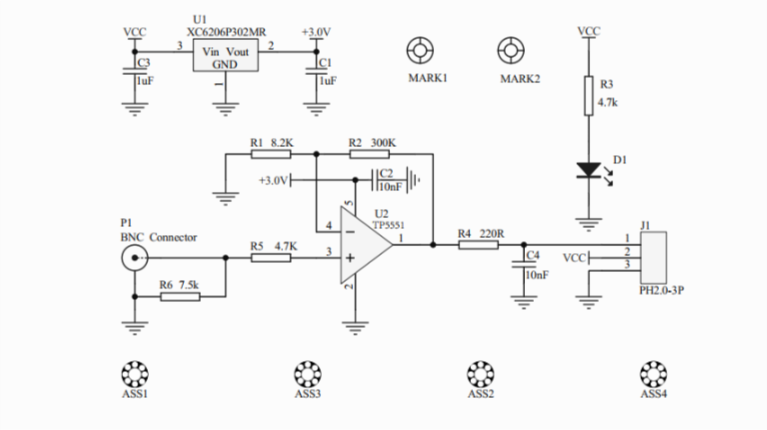 U1
VCC XC6206P302MR +3.0V
3 Vin Vout 2
C3 GND C1
1uF 1 1uF
MARK1 MARK2
VCC
R3
4.7k
D1
R1 8.2K R2 300K
+3.0V C2
10nF
5
U2
TP5551
P1
BNC Connector
4 1
R5 4.7K 3
R4 220R
2
R6 7.5k
C4
10nF
J1
1
VCC 2
3
PH2.0-3P
ASS1 ASS3 ASS2 ASS4